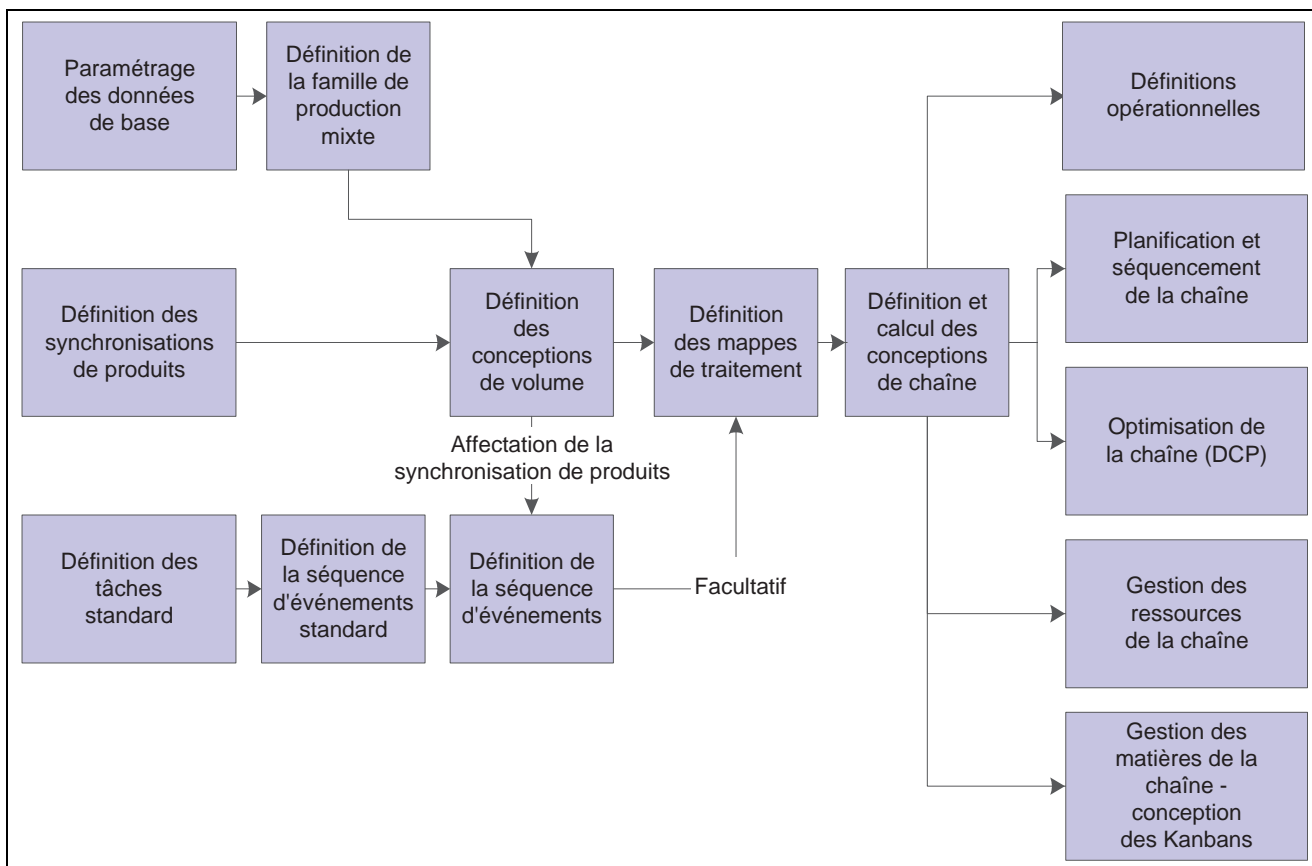 Paramétrage
des données
de base
Définition de
la famille de
production
mixte
Définitions
opérationnelles
Planification et
séquencement
de la chaîne
Définition des
synchronisations
de produits
Définition
des
conceptions
de volume
Définition
des mappes
de traitement
Définition et
calcul des
conceptions
de chaîne
Optimisation de
la chaîne (DCP)
Affectation de la
synchronisation de produits
Définition des
tâches
standard
Définition de
la séquence
d'événements
standard
Définition de
la séquence
d'événements
Facultatif
Gestion des
ressources
de la chaîne
Gestion des
matières de la
chaîne -
conception
des Kanbans